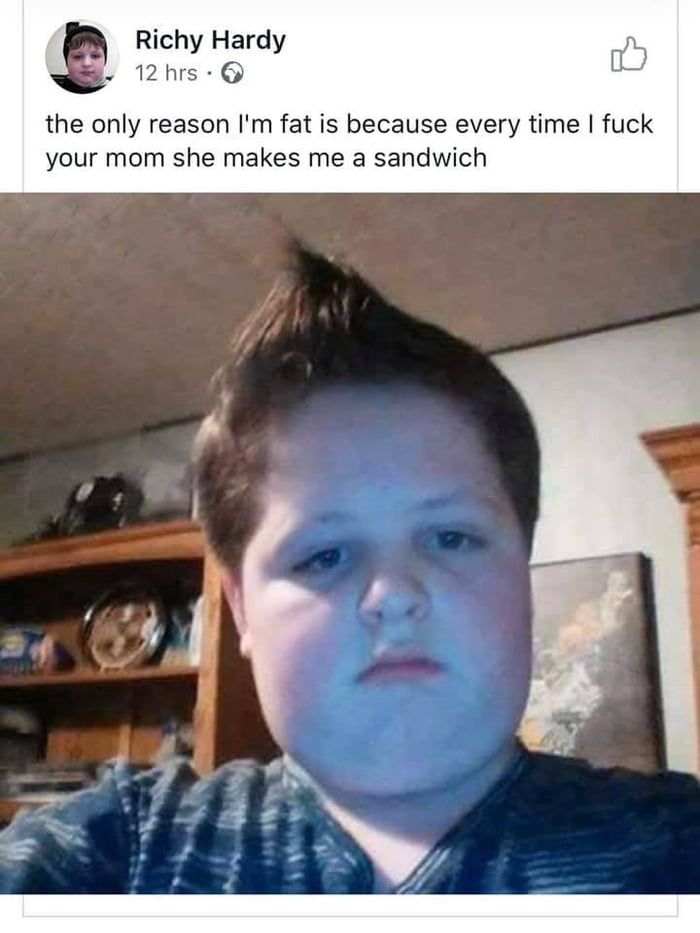 Richy Hardy
12 hrs ·
the only reason I'm fat is because every time I fuck
your mom she makes me a sandwich